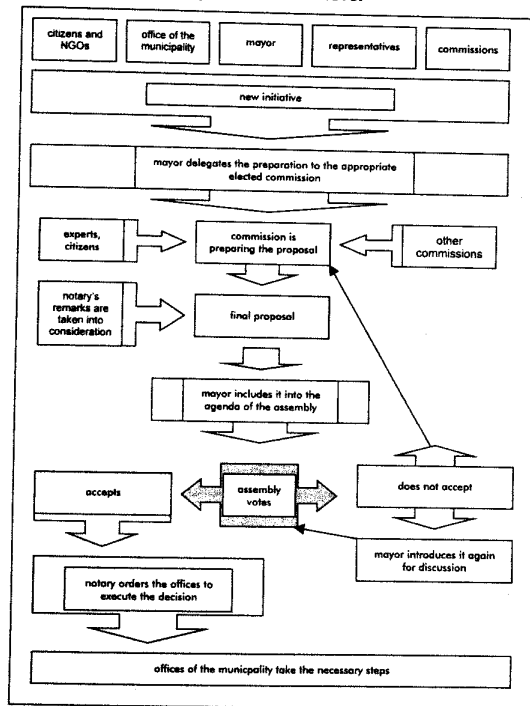 citizens and
NGOs
office of the
municipality
mayor
representatives
commissions
new initiative
mayor delegates the preparation to the appropriate
elected commission
experts,
citizens
commission is
preparing the proposal
other
commissions
notary's
remarks are
taken into
consideration
final proposal
mayor includes it into the
agenda of the assembly
accepts
assembly
votes
does not accept
mayor introduces it again
for discussion
notary orders the offices to
execute the decision
offices of the municpality take the necessary steps